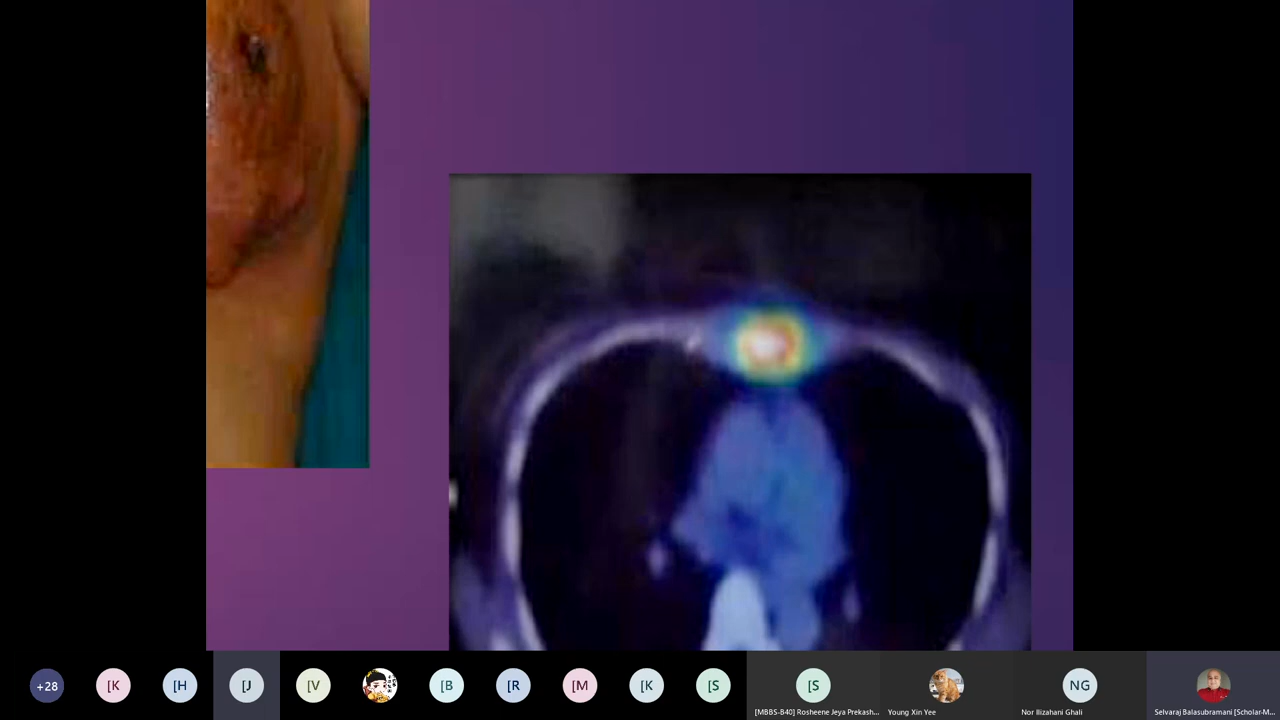 +28
[K
[H
[J
[V
[B
[R
[M
[K
[S
[S
NG
[MBBS-B40] Rosheene Jeya Prekash...
Young Xin Yee
Nor Ilizahani Ghali
Selvaraj Balasubramani [Scholar-M...